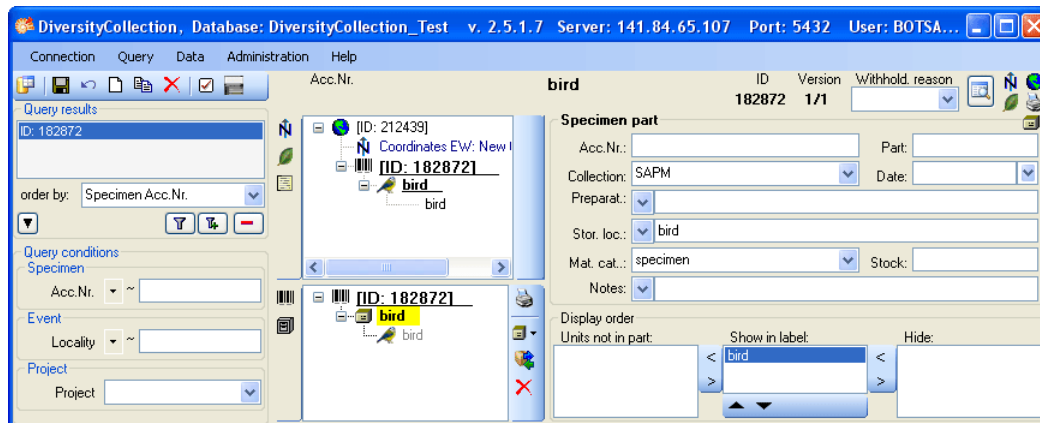 DiversityCollection, Database: DiversityCollection_Test v. 2.5.1.7 Server: 141.84.65.107 Port: 5432 User: BOTSA...
Connection Query Data Administration Help
Query results
ID: 182872
order by: Specimen Acc.Nr.
Query conditions
Specimen
Acc.Nr. ~
Event
Locality ~
Project
Project
Acc.Nr.
bird
ID
182872
Version
1/1
Withhold. reason
[ID: 212439]
Coordinates EW: New
[ID: 182872]
bird
bird
[ID: 182872]
bird
bird
Specimen part
Acc.Nr.: Part:
Collection: SAPM Date:
Preparat.:
Stor. loc.: bird
Mat. cat..: specimen Stock:
Notes:
Display order
Units not in part: Show in label: Hide:
< bird <
> >